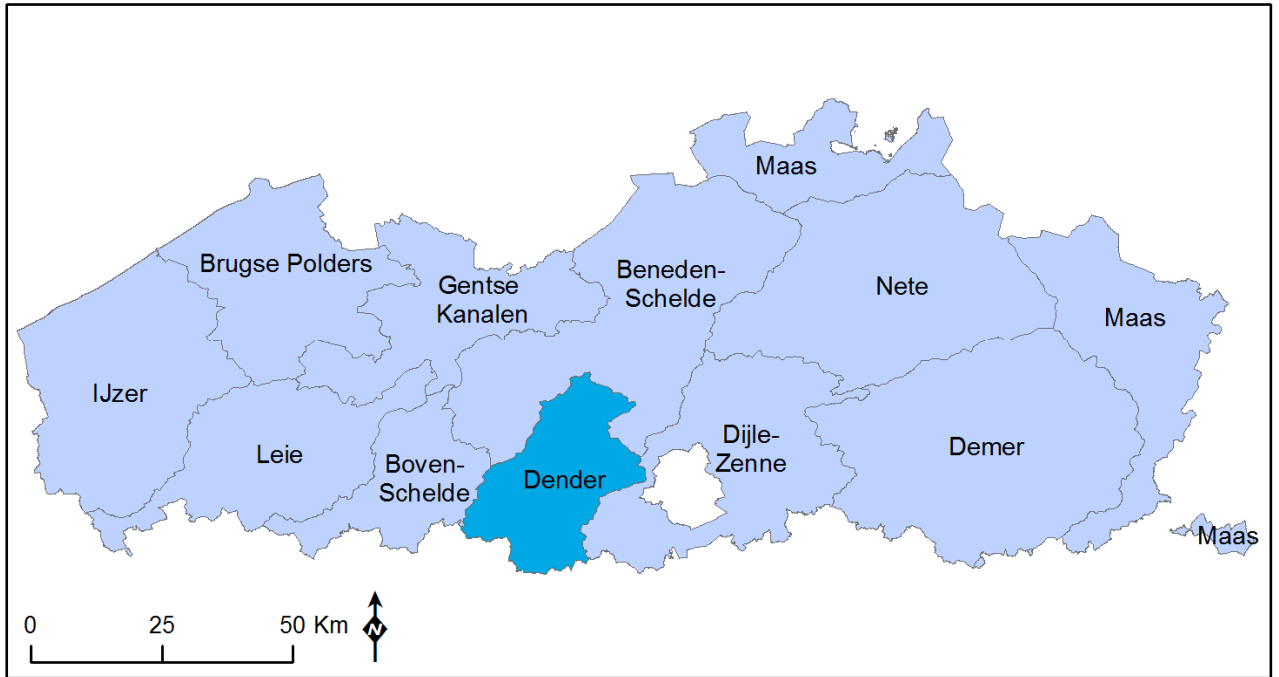 Maas
Brugse Polders
Gentse
Kanalen
Beneden-
Schelde
Nete
Maas
IJzer
Leie
Boven-
Schelde
Dender
Dijle-
Zenne
Demer
Maas
0 25 50 Km
N